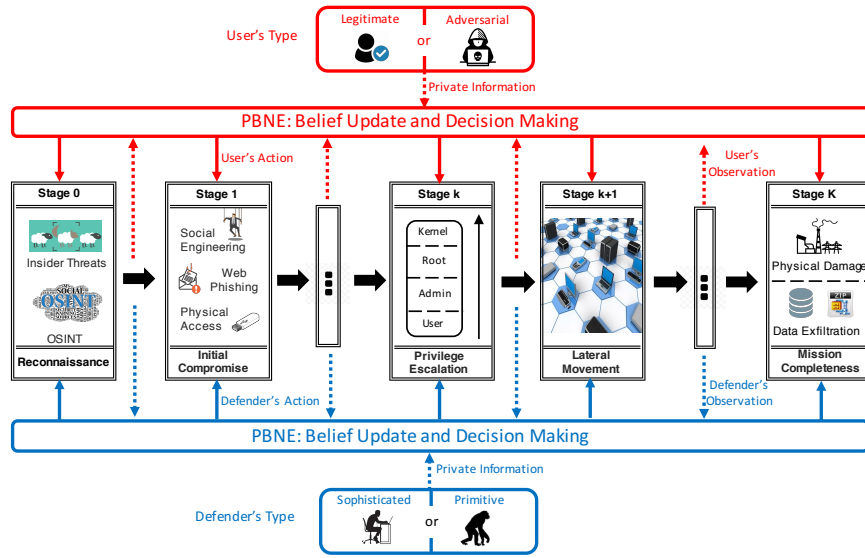 Legitimate
Adversarial
User's Type
or
Private Information
PBNE: Belief Update and Decision Making
User's Action
User's
Observation
Stage 0
Insider Threats
SOCIAL
OSINT
OSINT
Reconnaissance
Stage 1
Social
Engineering
Web
Phishing
Physical
Access
Initial
Compromise
Stage k
Kernel
Root
Admin
User
Privilege
Escalation
Stage k+1
Lateral
Movement
Stage K
Physical Damage
ZIP
Data Exfiltration
Mission
Completeness
Defender's Action
Defender's
Observation
PBNE: Belief Update and Decision Making
Private Information
Sophisticated
Primitive
or
Defender's Type